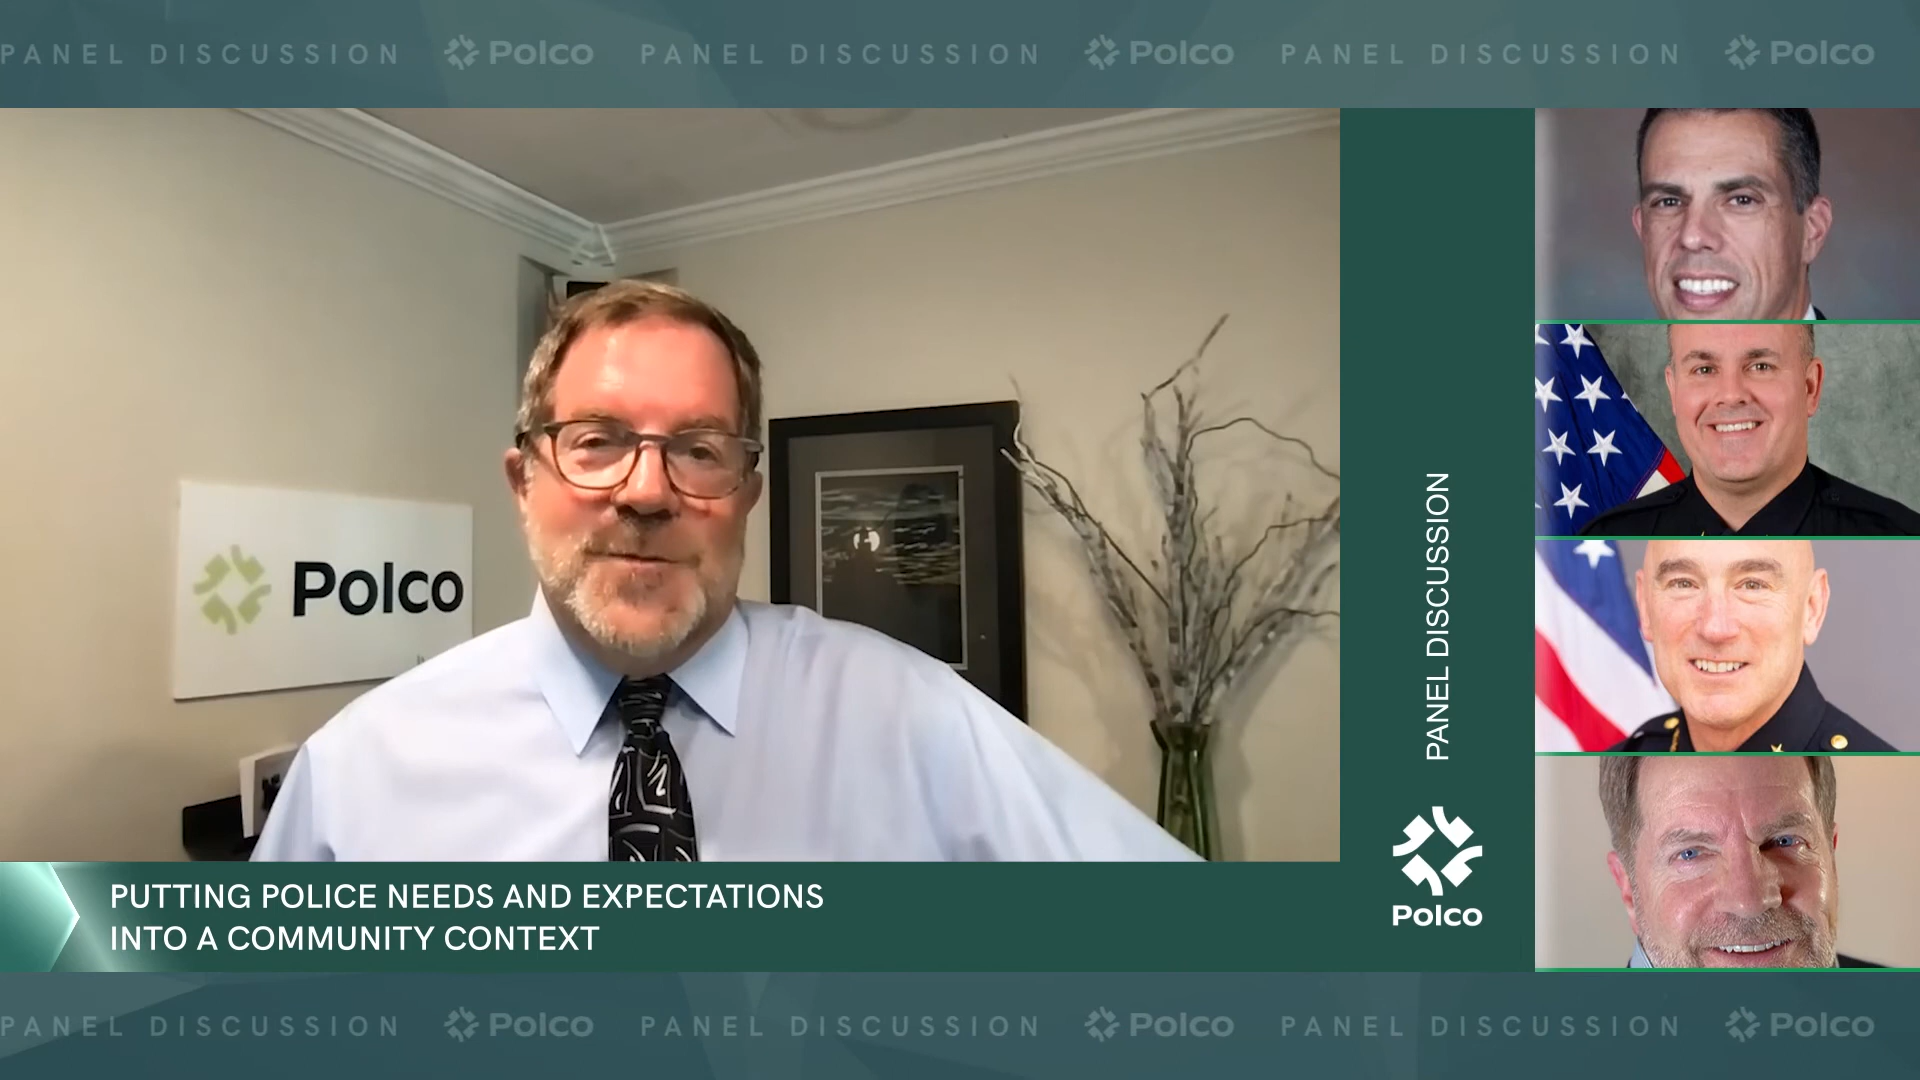 PANEL DISCUSSION Polco PANEL DISCUSSION Polco PANEL DISCUSSION Polco
Polco
PANEL DISCUSSION
Polco
PUTTING POLICE NEEDS AND EXPECTATIONS
INTO A COMMUNITY CONTEXT
PANEL DISCUSSION Polco PANEL DISCUSSION Polco PANEL DISCUSSION Polco